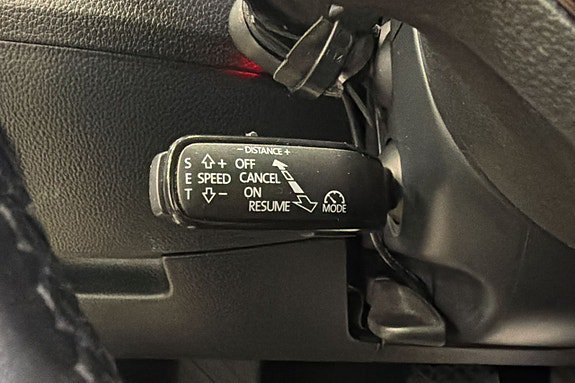 - DISTANCE +
S + OFF
E SPEED CANCEL
T - ON
RESUME MODE